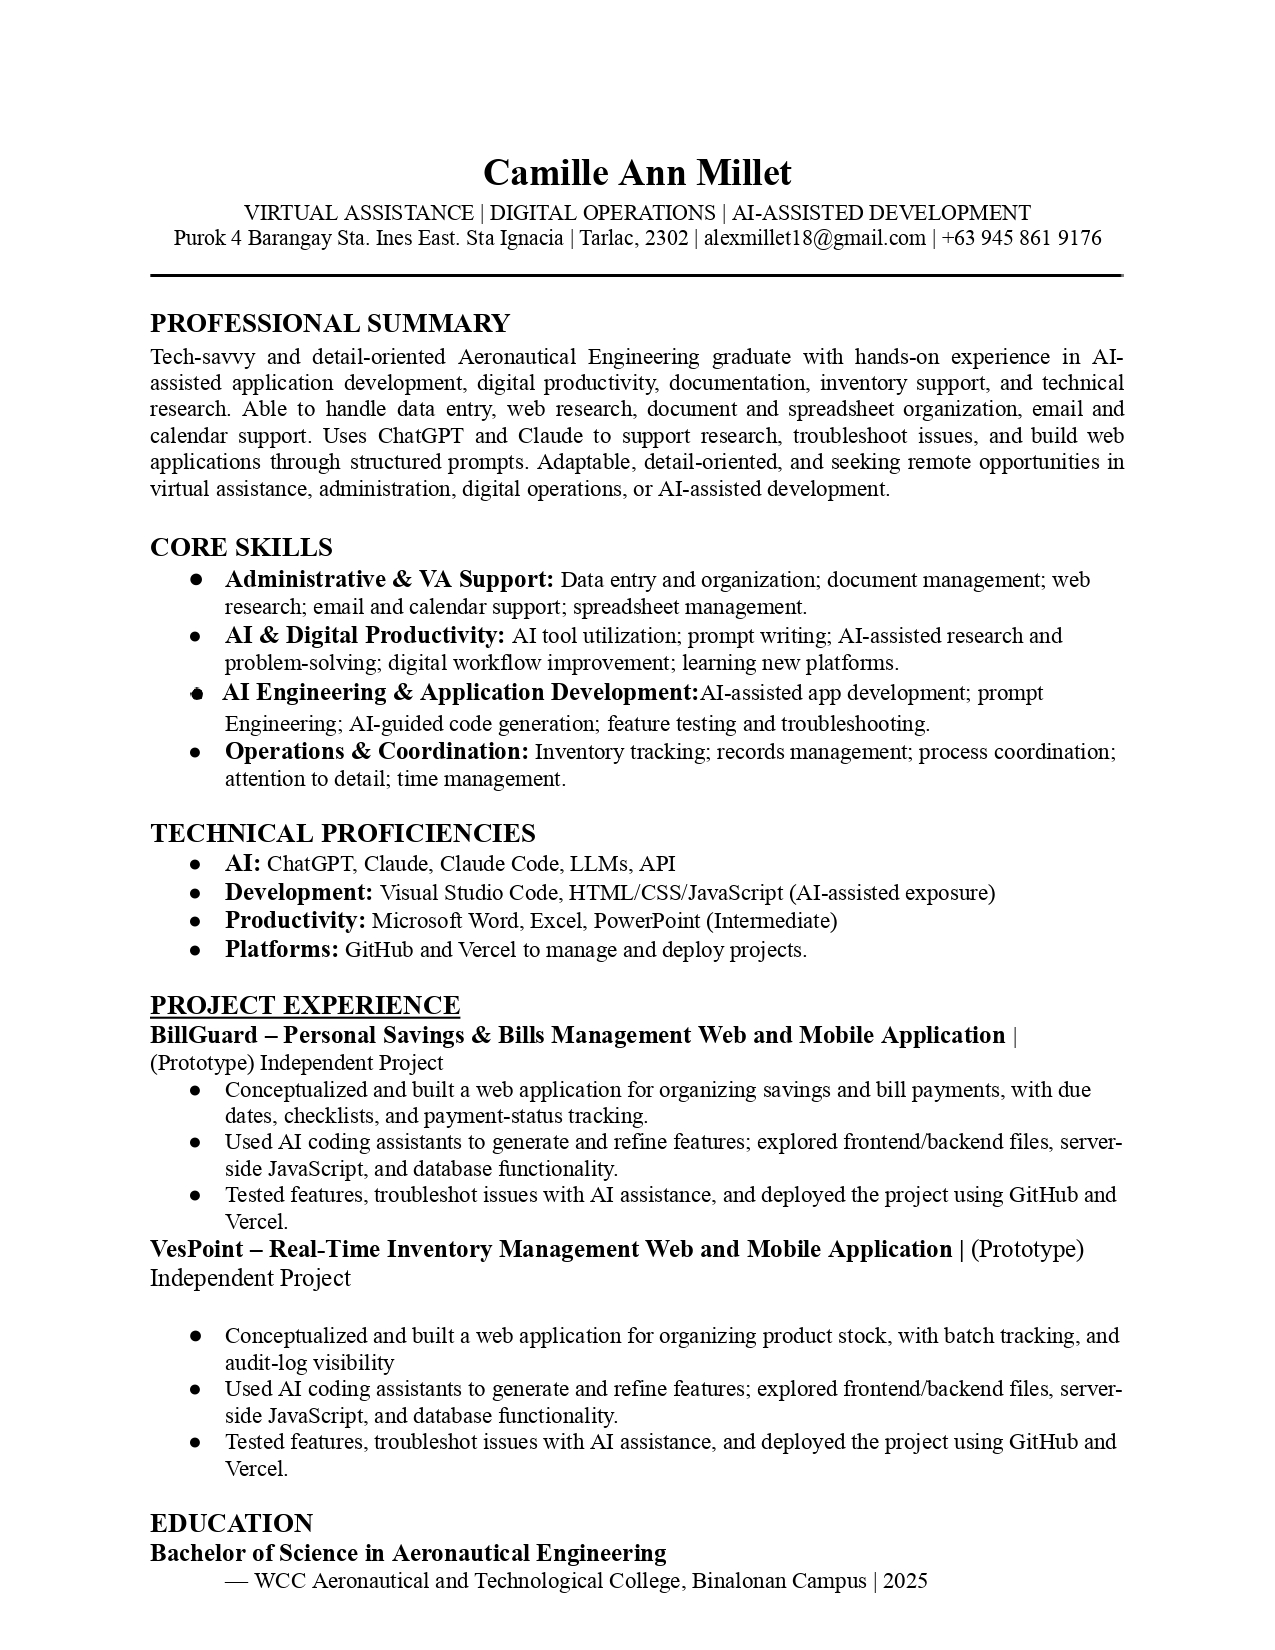 Camille Ann Millet
VIRTUAL ASSISTANCE | DIGITAL OPERATIONS | AI-ASSISTED DEVELOPMENT
Purok 4 Barangay Sta. Ines East. Sta Ignacia | Tarlac, 2302 | alexmillet18@gmail.com | +63 945 861 9176
PROFESSIONAL SUMMARY
Tech-savvy and detail-oriented Aeronautical Engineering graduate with hands-on experience in AI-
assisted application development, digital productivity, documentation, inventory support, and technical
research. Able to handle data entry, web research, document and spreadsheet organization, email and
calendar support. Uses ChatGPT and Claude to support research, troubleshoot issues, and build web
applications through structured prompts. Adaptable, detail-oriented, and seeking remote opportunities in
virtual assistance, administration, digital operations, or AI-assisted development.
CORE SKILLS
● Administrative & VA Support: Data entry and organization; document management; web
research; email and calendar support; spreadsheet management.
● AI & Digital Productivity: AI tool utilization; prompt writing; AI-assisted research and
problem-solving; digital workflow improvement; learning new platforms.
● AI Engineering & Application Development:AI-assisted app development; prompt
Engineering; AI-guided code generation; feature testing and troubleshooting.
● Operations & Coordination: Inventory tracking; records management; process coordination;
attention to detail; time management.
TECHNICAL PROFICIENCIES
● AI: ChatGPT, Claude, Claude Code, LLMs, API
● Development: Visual Studio Code, HTML/CSS/JavaScript (AI-assisted exposure)
● Productivity: Microsoft Word, Excel, PowerPoint (Intermediate)
● Platforms: GitHub and Vercel to manage and deploy projects.
PROJECT EXPERIENCE
BillGuard – Personal Savings & Bills Management Web and Mobile Application |
(Prototype) Independent Project
● Conceptualized and built a web application for organizing savings and bill payments, with due
dates, checklists, and payment-status tracking.
● Used AI coding assistants to generate and refine features; explored frontend/backend files, server-
side JavaScript, and database functionality.
● Tested features, troubleshot issues with AI assistance, and deployed the project using GitHub and
Vercel.
VesPoint – Real-Time Inventory Management Web and Mobile Application | (Prototype)
Independent Project
● Conceptualized and built a web application for organizing product stock, with batch tracking, and
audit-log visibility
● Used AI coding assistants to generate and refine features; explored frontend/backend files, server-
side JavaScript, and database functionality.
● Tested features, troubleshot issues with AI assistance, and deployed the project using GitHub and
Vercel.
EDUCATION
Bachelor of Science in Aeronautical Engineering
— WCC Aeronautical and Technological College, Binalonan Campus | 2025